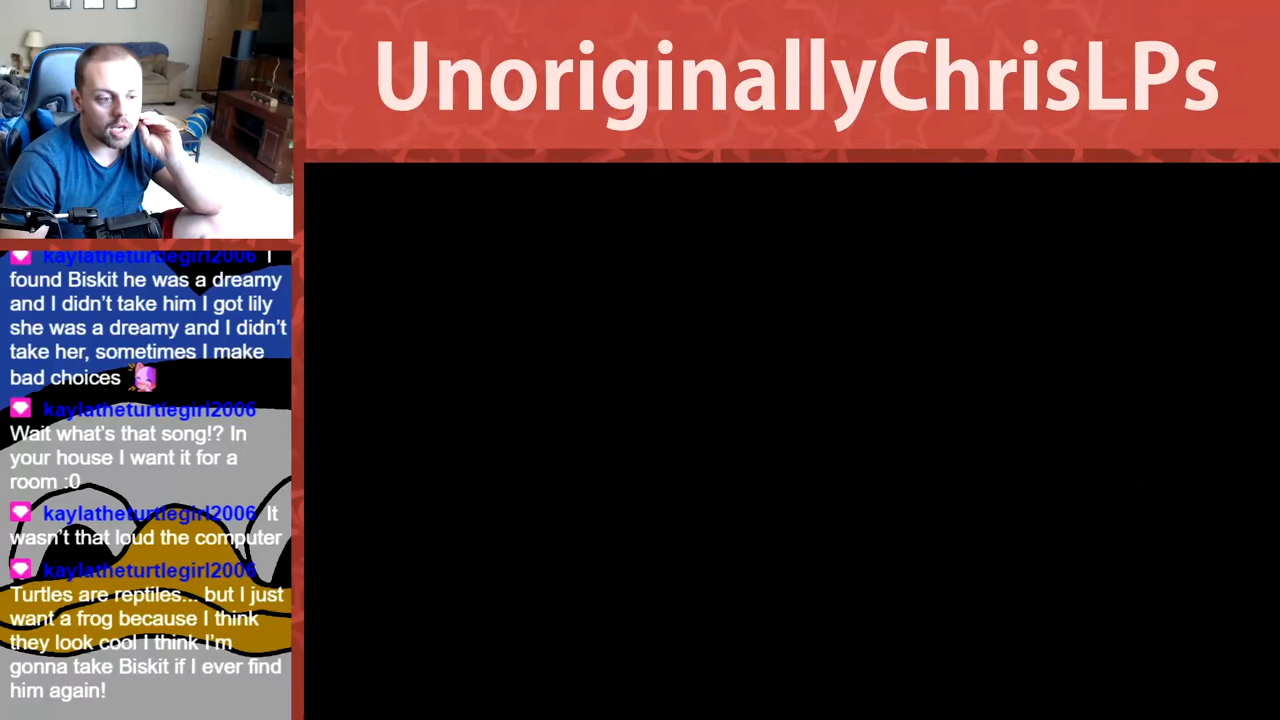 UnoriginallyChrisLPs
kaylatheturtlegirl2006 I
found Biskit he was a dreamy
and I didn't take him I got lily
she was a dreamy and I didn't
take her, sometimes I make
bad choices
kaylatheturtlegirl2006
Wait what's that song!? In
your house I want it for a
room :0
kaylatheturtlegirl2006 It
wasn't that loud the computer
kaylatheturtlegirl2006
Turtles are reptiles... but I just
want a frog because I think
they look cool I think I'm
gonna take Biskit if I ever find
him again!